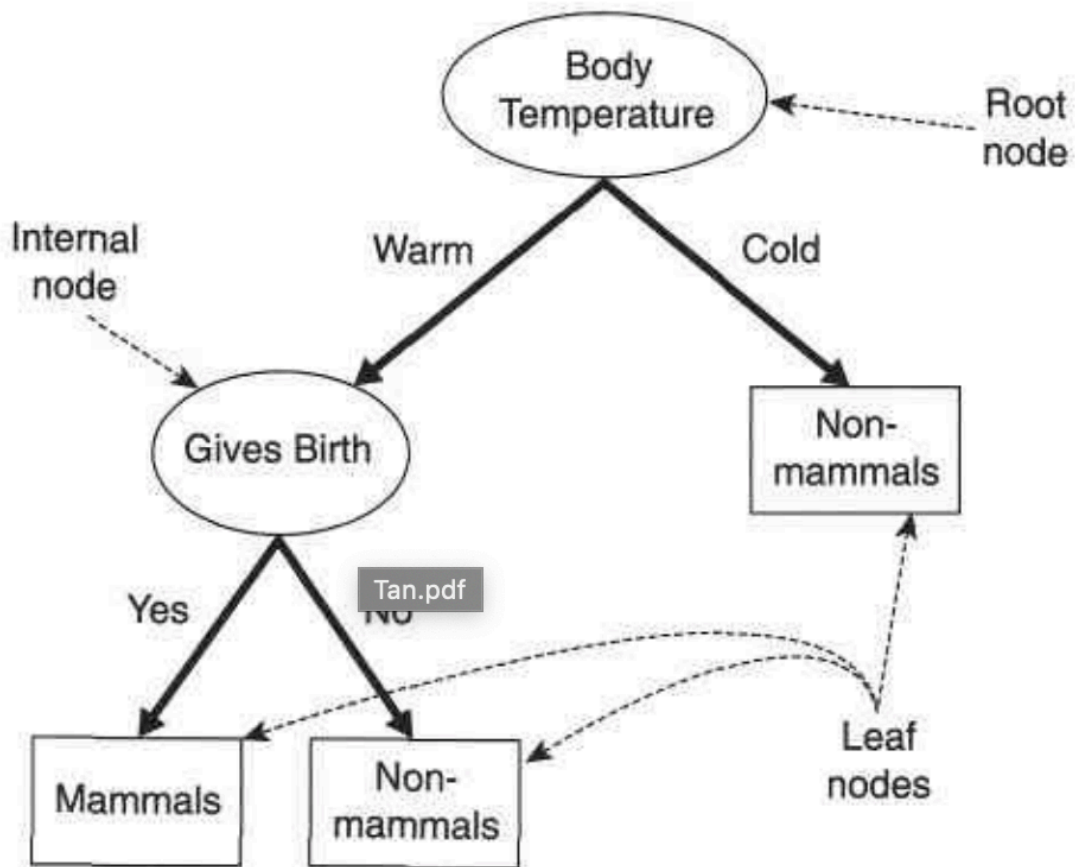 Body
Temperature
Root
node
Internal
node
Warm
Cold
Gives Birth
Non-
mammals
Yes
Tan.pdf
No
Mammals
Non-
mammals
Leaf
nodes